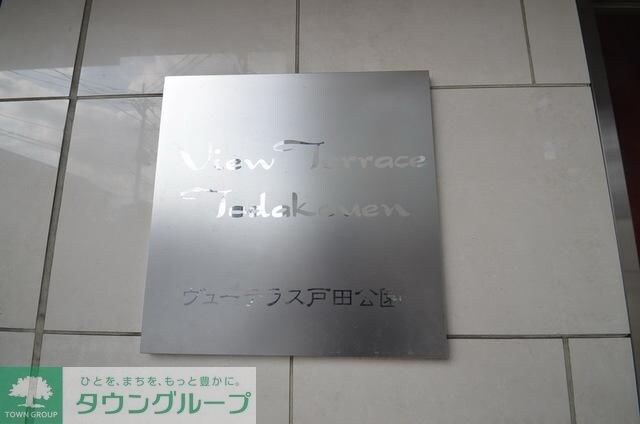 View Terrace
Todakouen
ヴューテラス戸田公園
TOWN GROUP
ひとを、まちを、もっと豊かに。
タウングループ